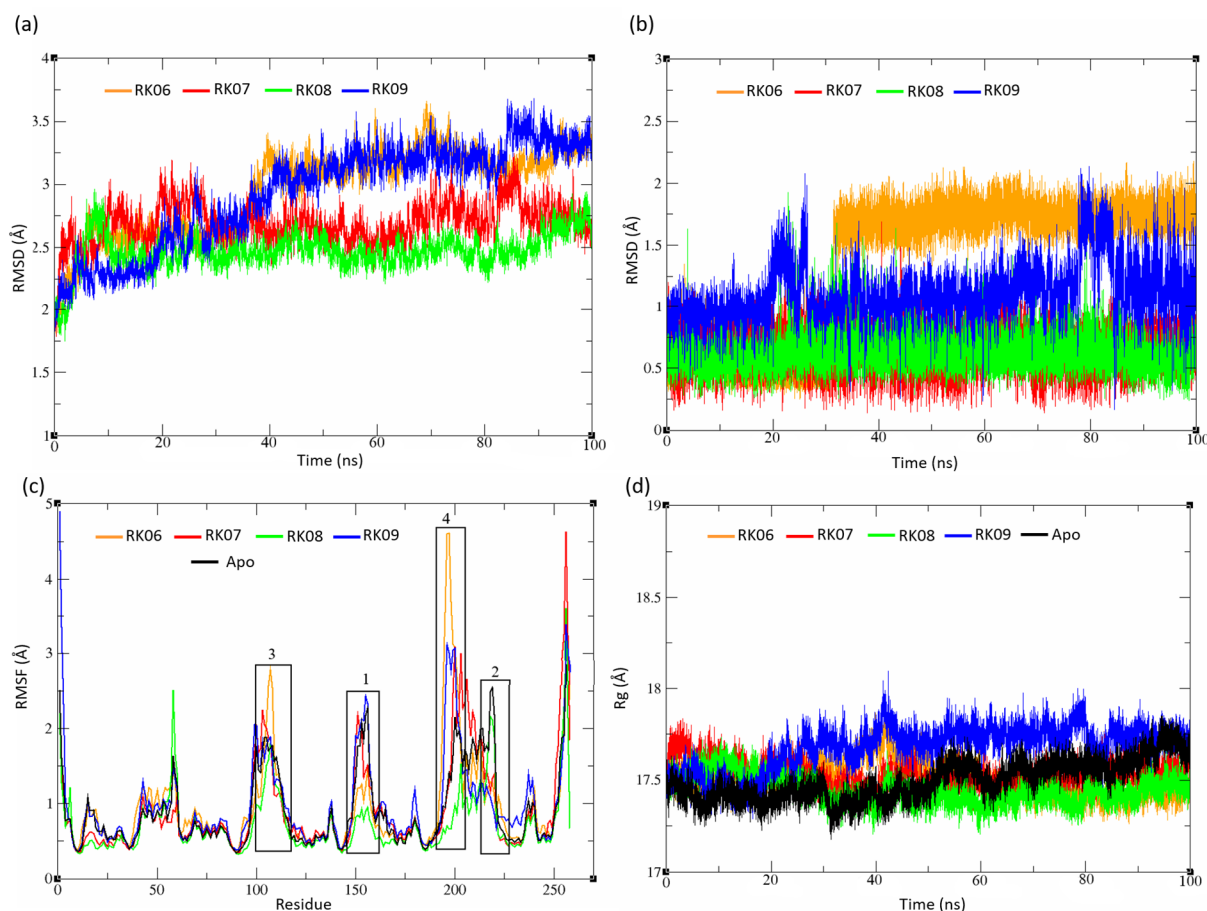 (a)
4
3.5
3
2.5
2
1.5
1
RMSD (Å)
RK06 RK07 RK08 RK09
0 20 40 60 80 100
Time (ns)
(b)
3
2.5
2
1.5
1
0.5
0
RMSD (Å)
RK06 RK07 RK08 RK09
0 20 40 60 80 100
Time (ns)
(c)
5
4
3
2
1
0
RMSF (Å)
RK06 RK07 RK08 RK09
Apo
4
3
1
2
0 50 100 150 200 250
Residue
(d)
19
18.5
18
17.5
17
Rg (Å)
RK06 RK07 RK08 RK09 Apo
0 20 40 60 80 100
Time (ns)